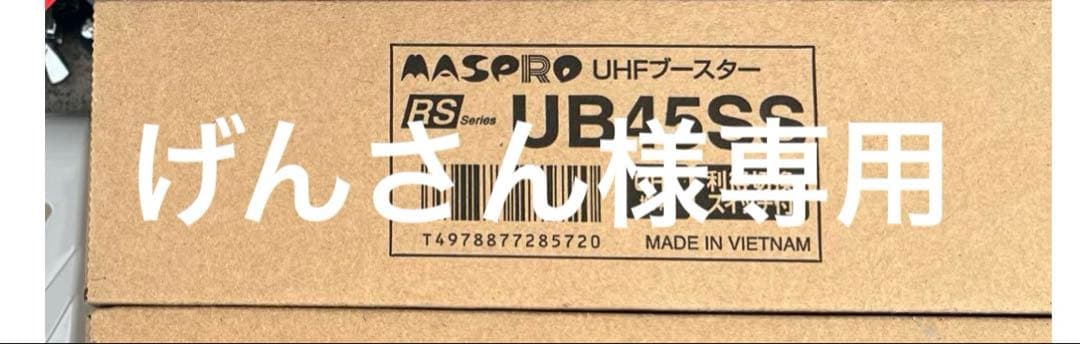 MASPRO UHFブースター
RS Series UB45SS
げんさん様専用
T4978877285720
MADE IN VIETNAM